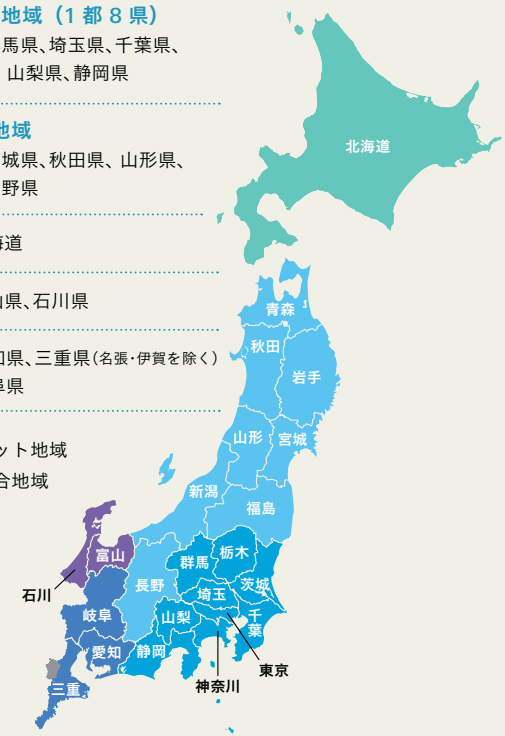 地域（1都8県）
馬県、埼玉県、千葉県、
山梨県、静岡県
地域
城県、秋田県、山形県、
野県
道
県、石川県
県、三重県（名張・伊賀を除く）
県
ット地域
合地域
北海道
青森
秋田
岩手
山形
宮城
新潟
福島
富山
群馬
栃木
石川
長野
埼玉
茨城
岐阜
山梨
千葉
愛知
静岡
東京
神奈川
三重